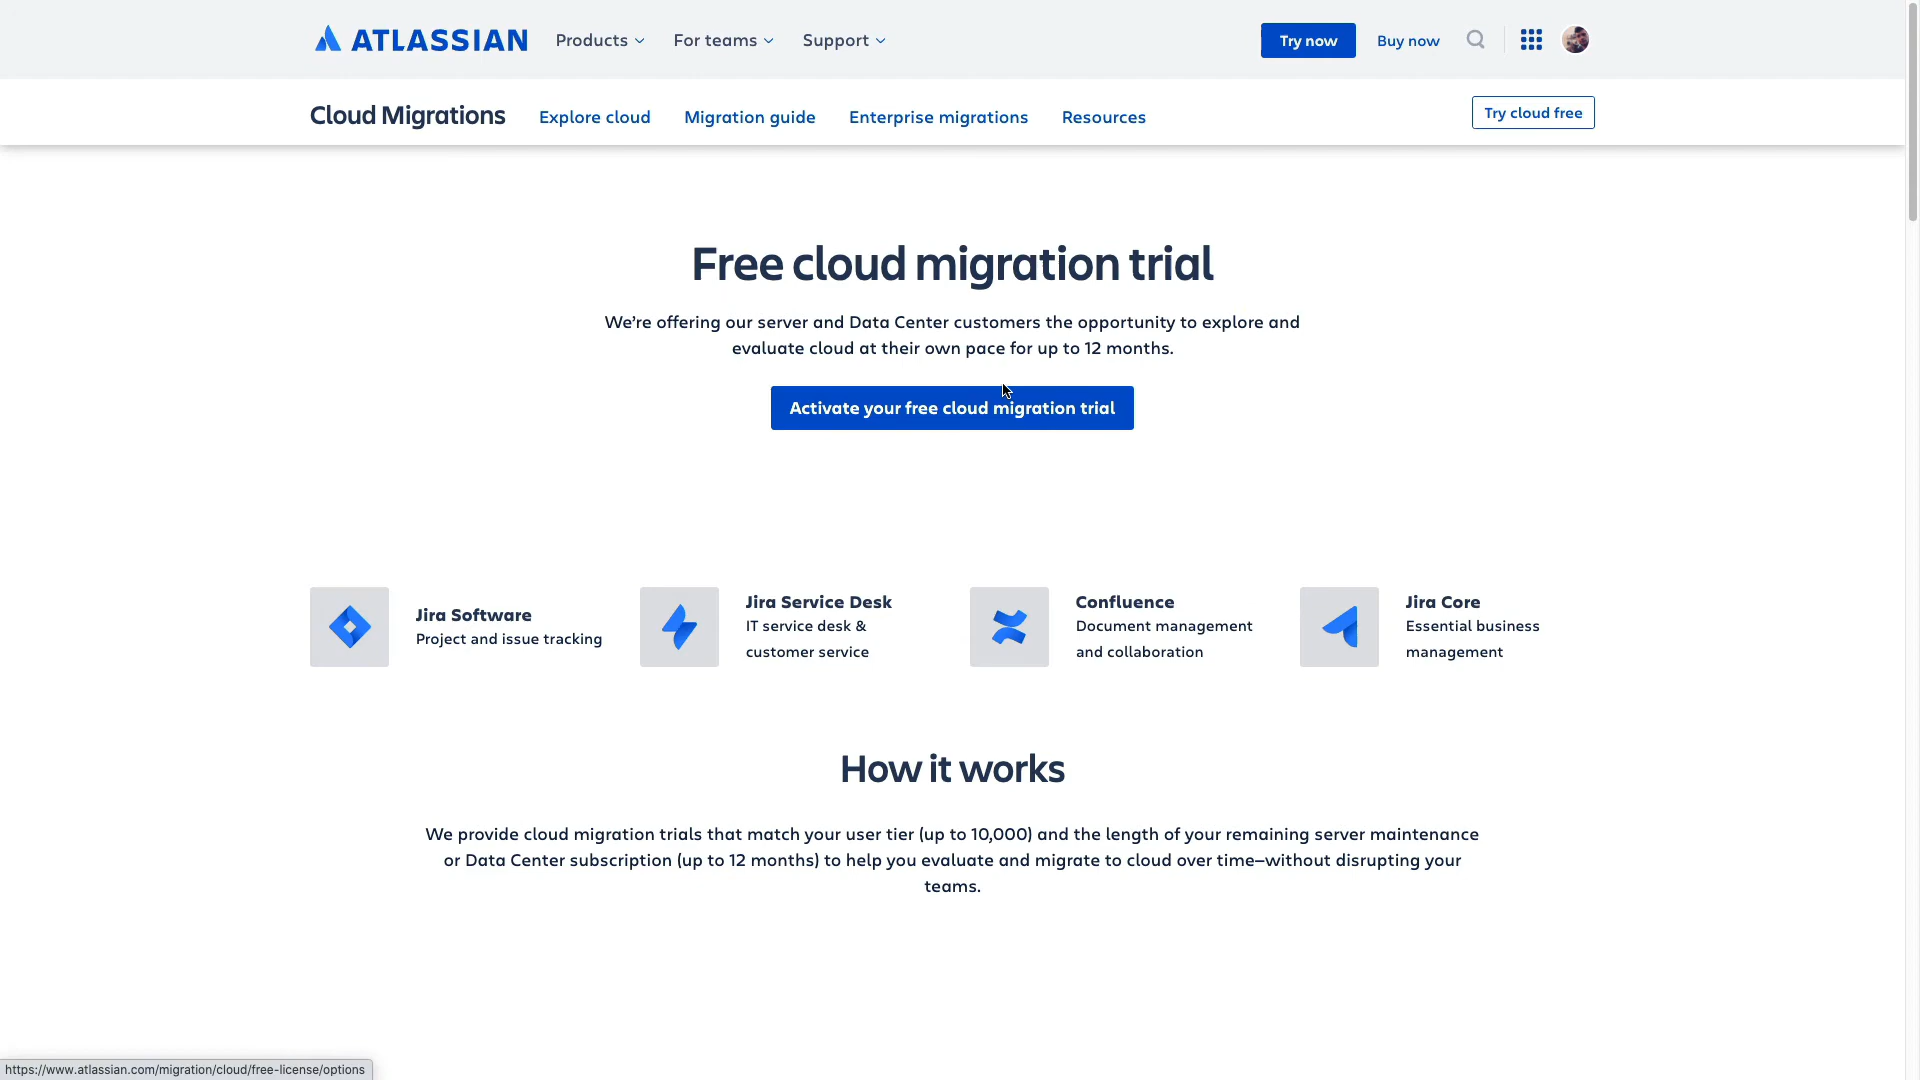 ATLASSIAN Products For teams Support Try now Buy now
Cloud Migrations Explore cloud Migration guide Enterprise migrations Resources Try cloud free
Free cloud migration trial
We're offering our server and Data Center customers the opportunity to explore and
evaluate cloud at their own pace for up to 12 months.
Activate your free cloud migration trial
Jira Software
Project and issue tracking
Jira Service Desk
IT service desk &
customer service
Confluence
Document management
and collaboration
Jira Core
Essential business
management
How it works
We provide cloud migration trials that match your user tier (up to 10,000) and the length of your remaining server maintenance
or Data Center subscription (up to 12 months) to help you evaluate and migrate to cloud over time—without disrupting your
teams.
https://www.atlassian.com/migration/cloud/free-license/options